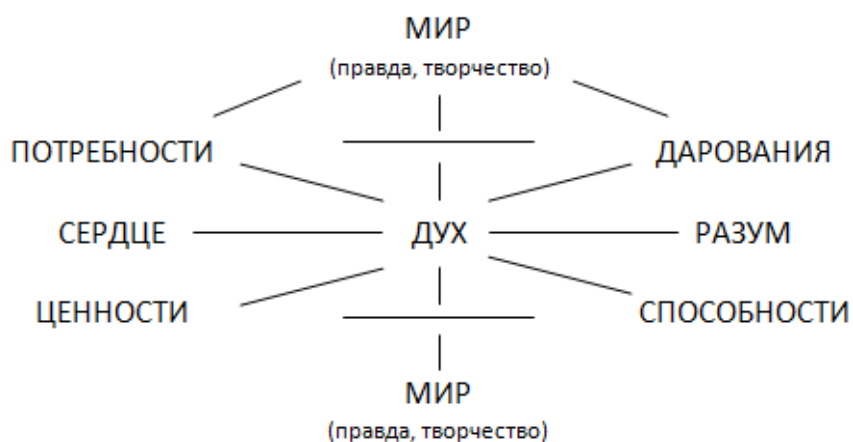 МИР
(правда, творчество)
ПОТРЕБНОСТИ
ДАРОВАНИЯ
СЕРДЦЕ
ДУХ
РАЗУМ
ЦЕННОСТИ
СПОСОБНОСТИ
МИР
(правда, творчество)